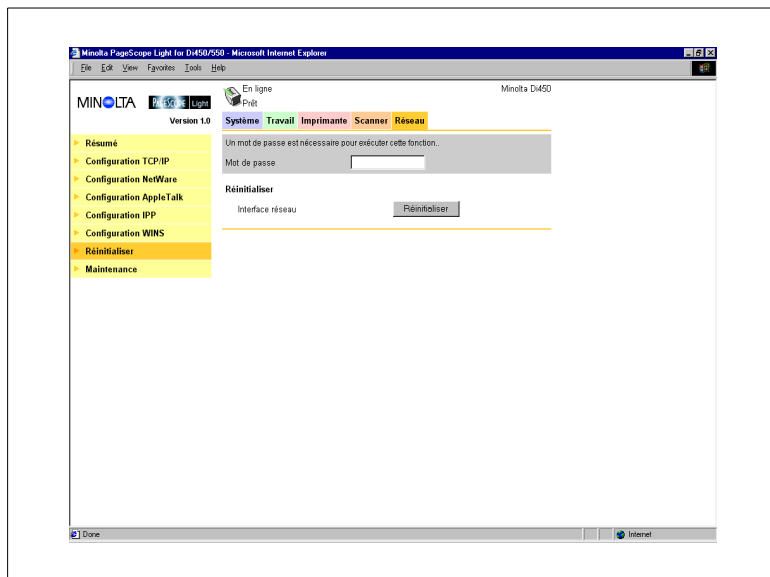 Minolta PageScope Light for Di450/550 - Microsoft Internet Explorer
File Edit View Favorites Tools Help
MINOLTA PAGESCOPE Light
Version 1.0
En ligne
Prêt
Minolta Di450
Système Travail Imprimante Scanner Réseau
Résumé
Configuration TCP/IP
Configuration NetWare
Configuration AppleTalk
Configuration IPP
Configuration WINS
Réinitialiser
Maintenance
Un mot de passe est nécessaire pour exécuter cette fonction..
Mot de passe
Réinitialiser
Interface réseau Réinitialiser
Done Internet